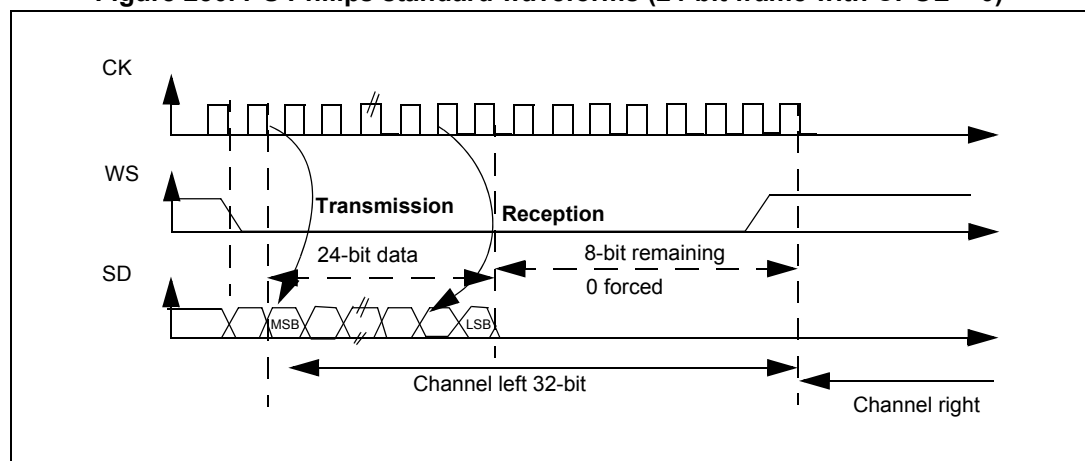 CK
WS
Transmission
Reception
24-bit data
8-bit remaining
0 forced
SD
MSB
LSB
Channel left 32-bit
Channel right